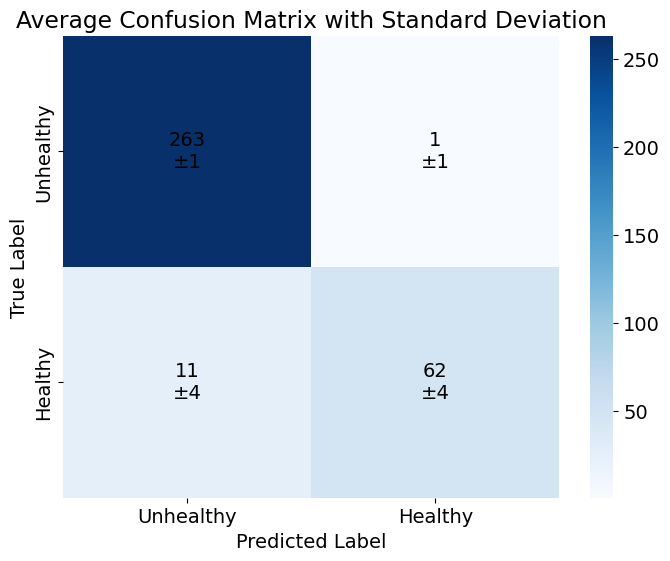 Average Confusion Matrix with Standard Deviation
True Label
Unhealthy
Healthy
263
±1
1
±1
11
±4
62
±4
Unhealthy
Healthy
Predicted Label
250
200
150
100
50